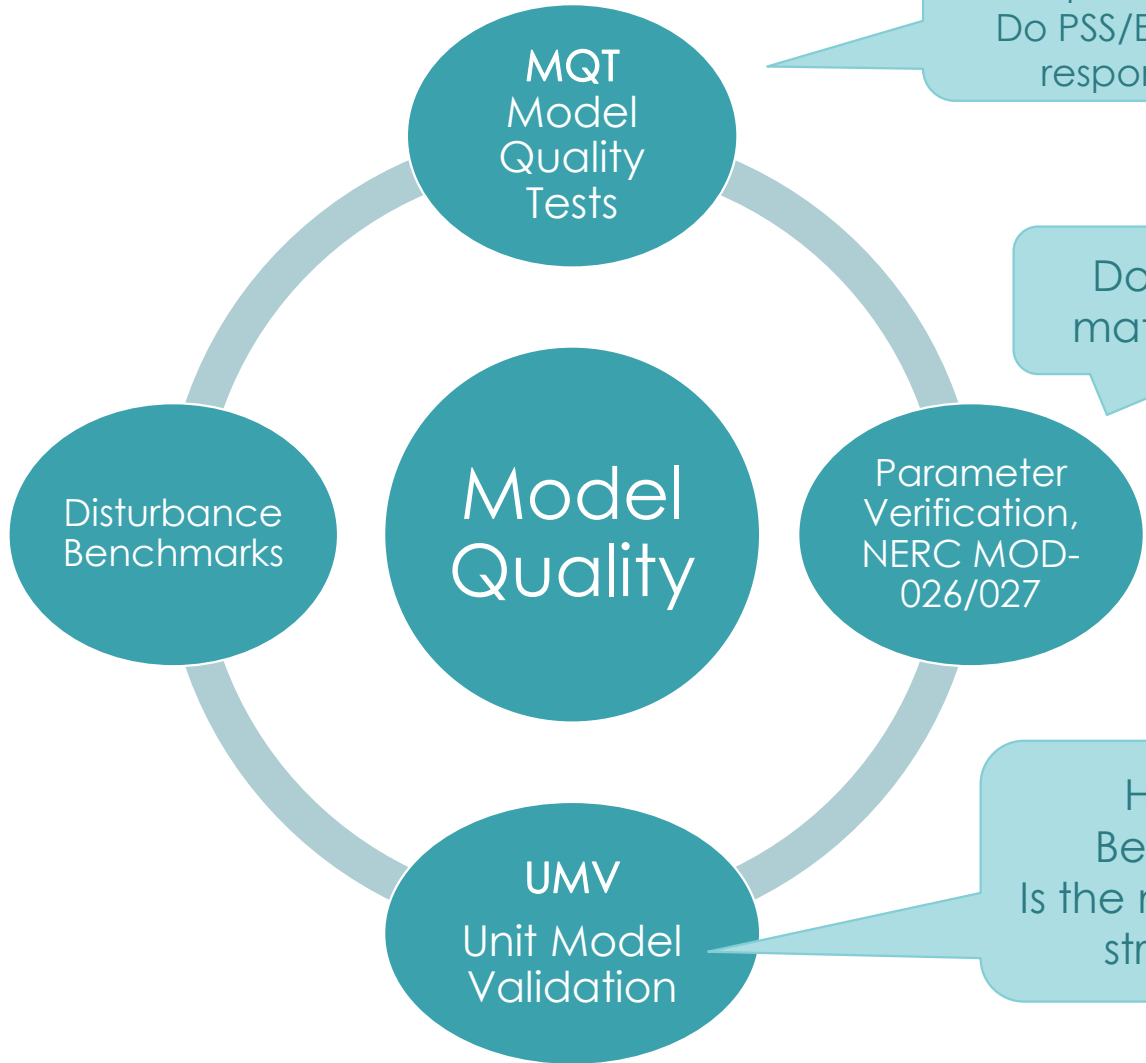 Do PSS/
respon
MQT
Model
Quality
Tests
Do
mat
Model
Quality
Disturbance
Benchmarks
Parameter
Verification,
NERC MOD-
026/027
H
Be
Is the
str
UMV
Unit Model
Validation